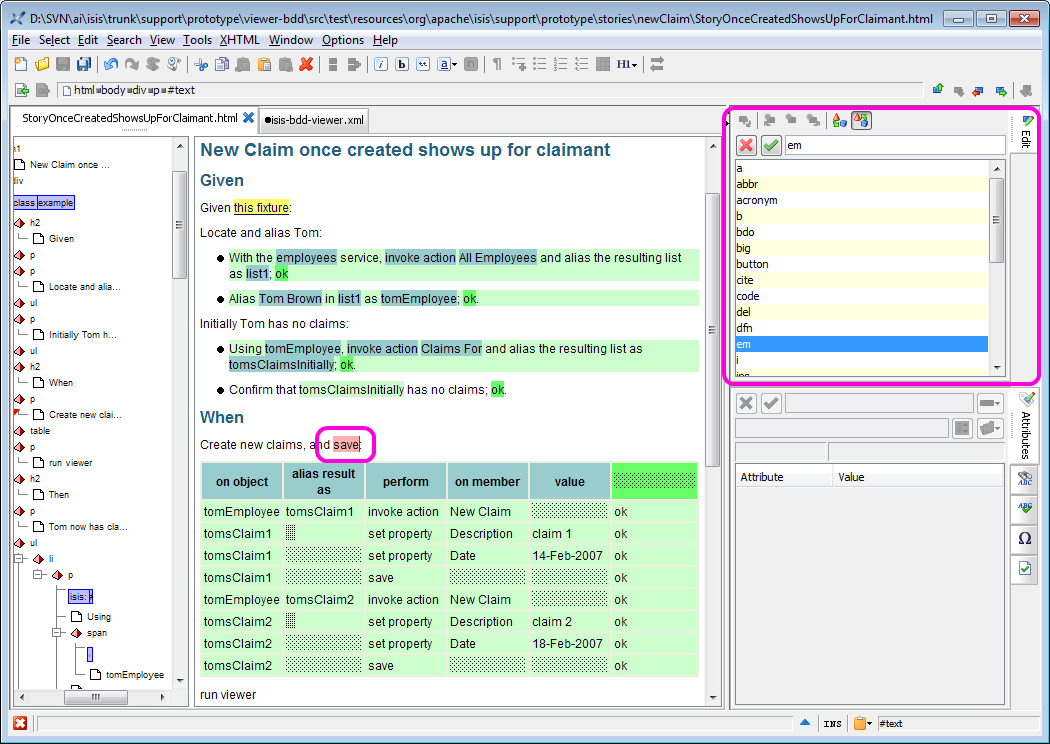 D:\SVN\ai\isis\trunk\support\prototype\viewer-bdd\src\test\resources\org\apache\isis\support\prototype\stories\newClaim\StoryOnceCreatedShowsUpForClaimant.html
File Select Edit Search View Tools XHTML Window Options Help
i b a H1
html body div p #text
StoryOnceCreatedShowsUpForClaimant.html
●isis-bdd-viewer.xml
h1
New Claim once ...
div
class example
h2
Given
p
p
Locate and alia...
ul
p
Initially Tom h...
ul
h2
When
p
Create new clai...
table
p
run viewer
h2
Then
p
Tom now has cla...
ul
li
p
isis:
Using
span
tomEmployee
New Claim once created shows up for claimant
Given
Given this fixture:
Locate and alias Tom:
● With the employees service, invoke action All Employees and alias the resulting list
as list1; ok
● Alias Tom Brown in list1 as tomEmployee; ok.
Initially Tom has no claims:
● Using tomEmployee, invoke action Claims For and alias the resulting list as
tomsClaimsInitially; ok.
● Confirm that tomsClaimsInitially has no claims; ok.
When
Create new claims, and save:
on object alias result as perform on member value
tomEmployee tomsClaim1 invoke action New Claim ok
tomsClaim1 set property Description claim 1 ok
tomsClaim1 set property Date 14-Feb-2007 ok
tomsClaim1 save ok
tomEmployee tomsClaim2 invoke action New Claim ok
tomsClaim2 set property Description claim 2 ok
tomsClaim2 set property Date 18-Feb-2007 ok
tomsClaim2 save ok
run viewer
Edit
em
a
abbr
acronym
b
bdo
big
button
cite
code
del
dfn
em
i
ins
Attributes
Attribute Value
ABC
ABC
Ω
INS
#text